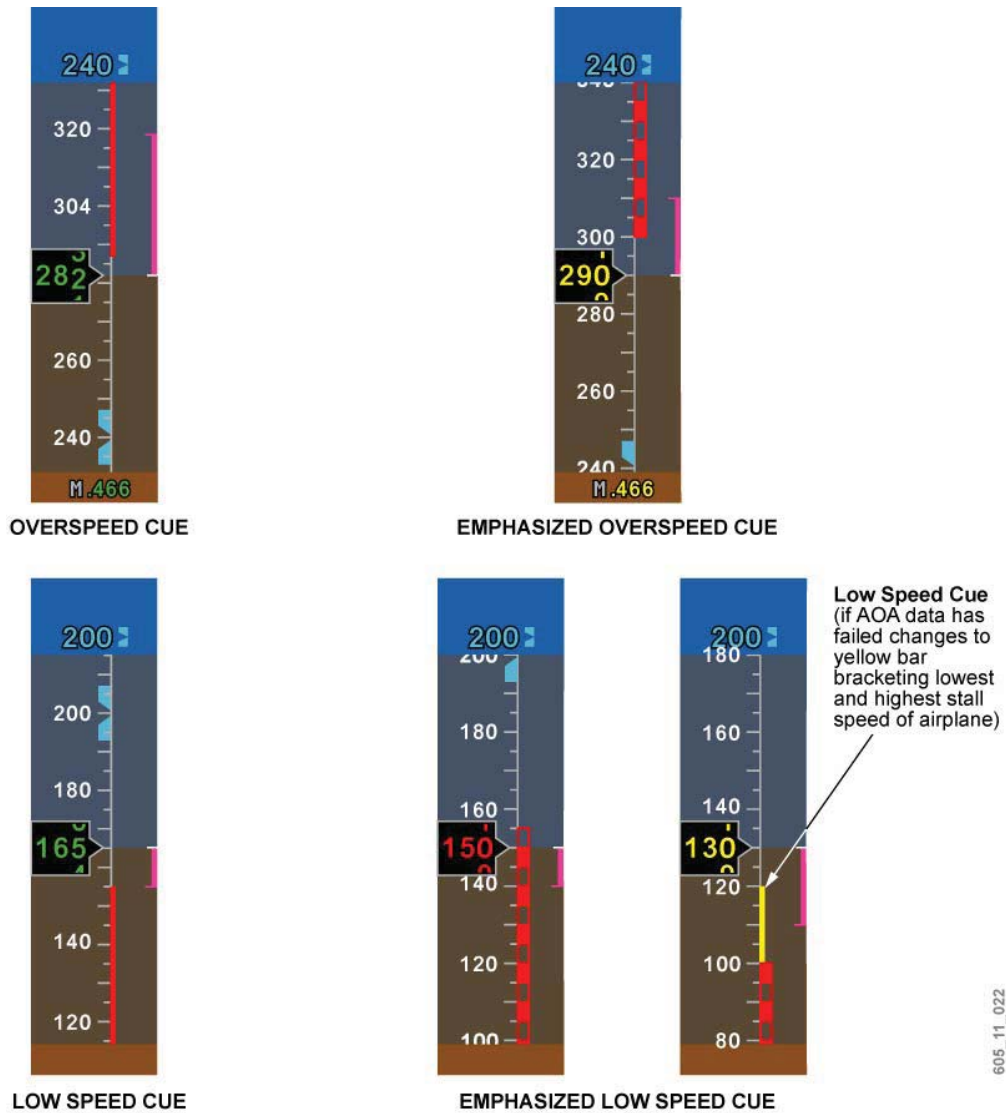 240
320
304
282
260
240
M.466
OVERSPEED CUE
240
340
320
300
290
280
260
240
M.466
EMPHASIZED OVERSPEED CUE
200
200
180
165
140
120
LOW SPEED CUE
200
200
180
160
150
140
120
100
200
180
160
140
130
120
100
80
Low Speed Cue
(if AOA data has
failed changes to
yellow bar
bracketing lowest
and highest stall
speed of airplane)
EMPHASIZED LOW SPEED CUE
605_11_022